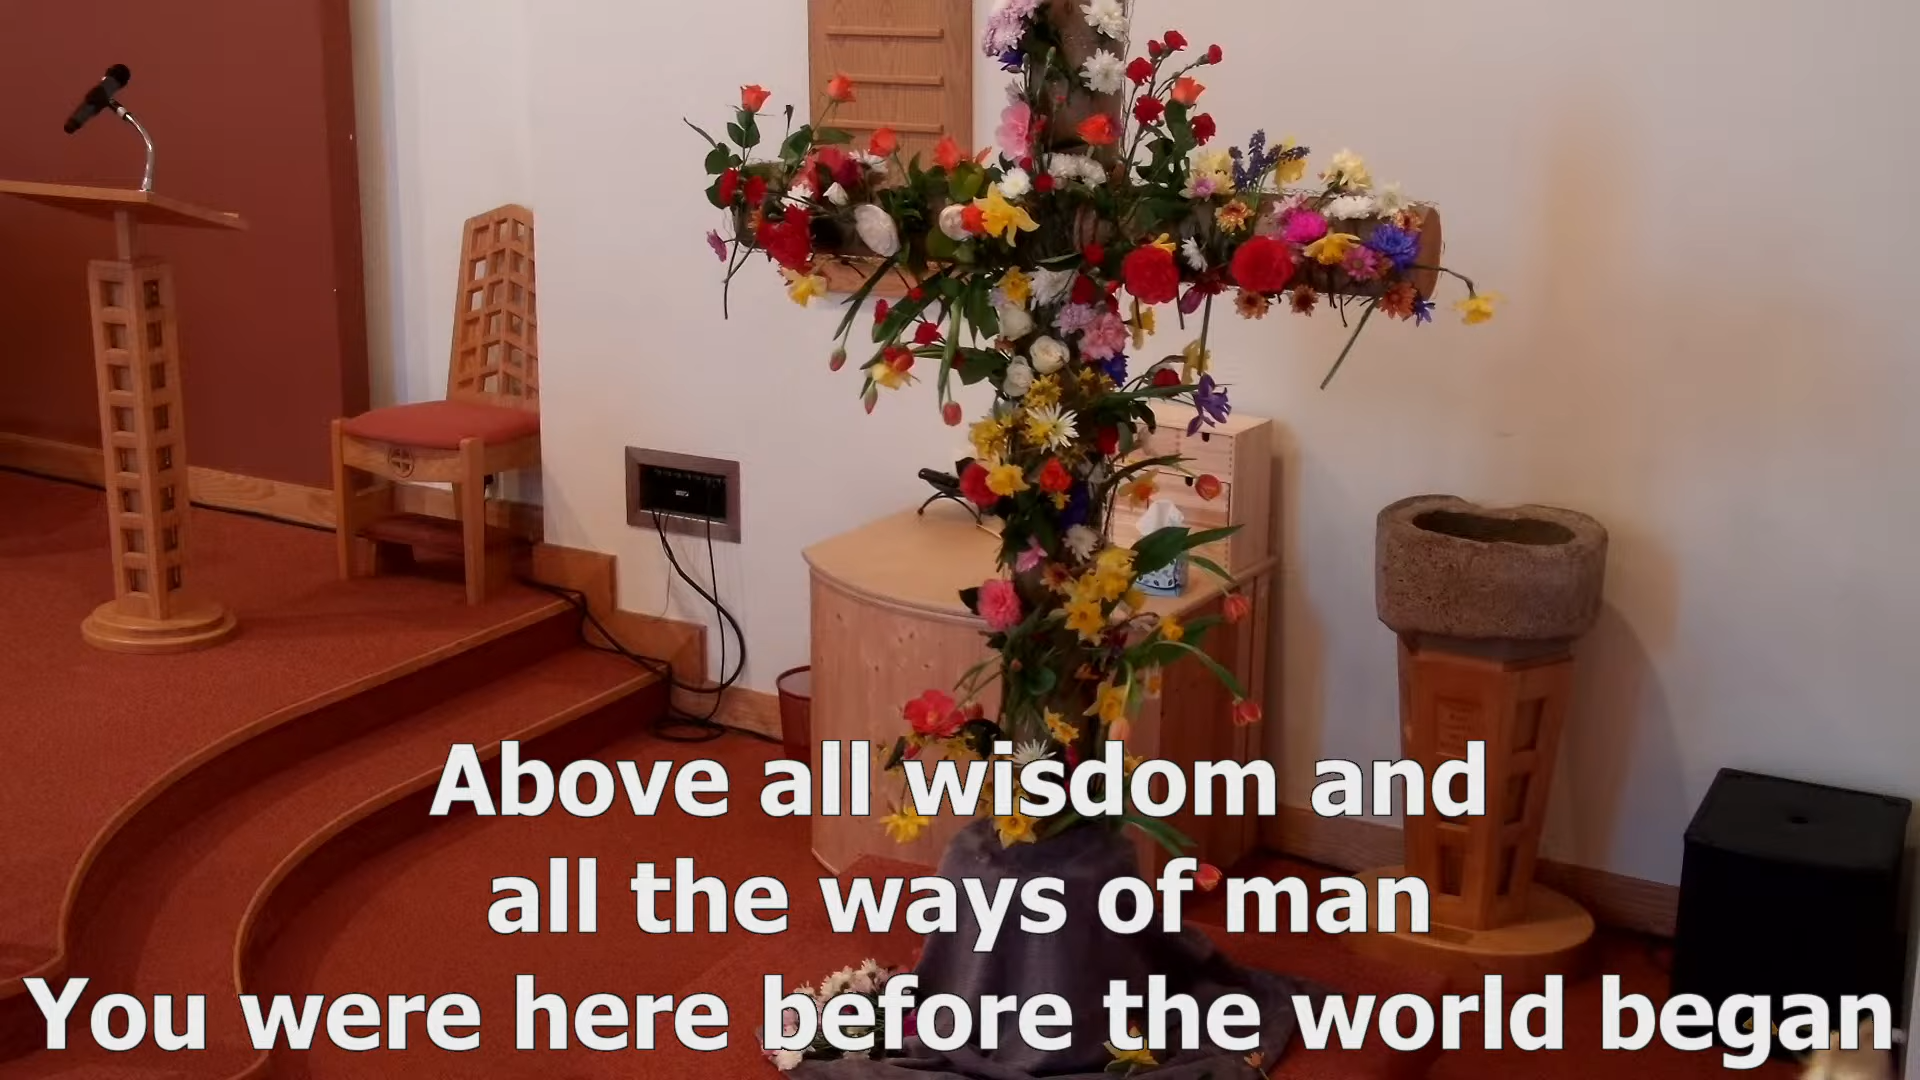 Above all wisdom and
all the ways of man
You were here before the world began